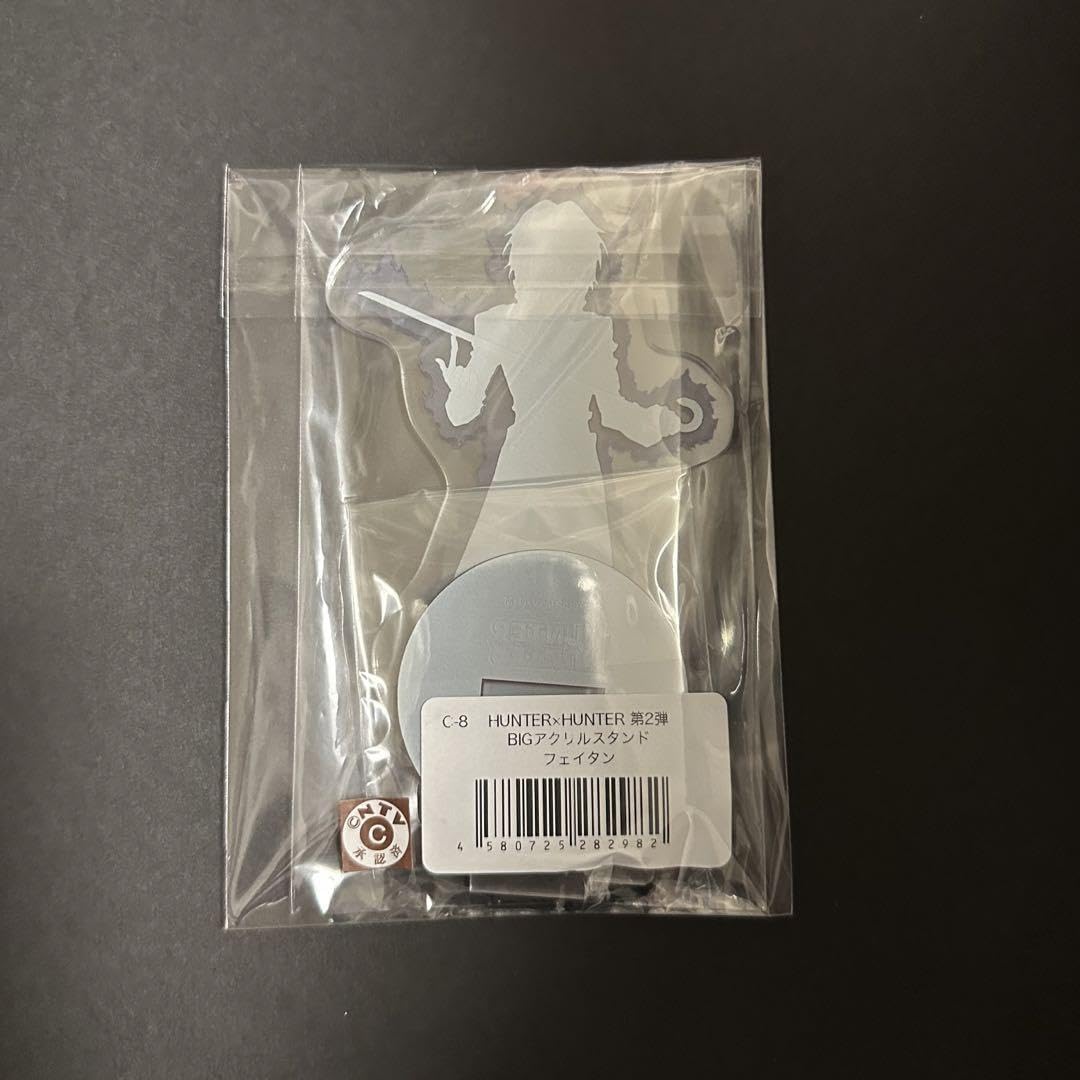 C-8 HUNTER×HUNTER 第2弾
BIGアクリルスタンド
フェイタン
4 580725 282982
©NTV
C
承認済